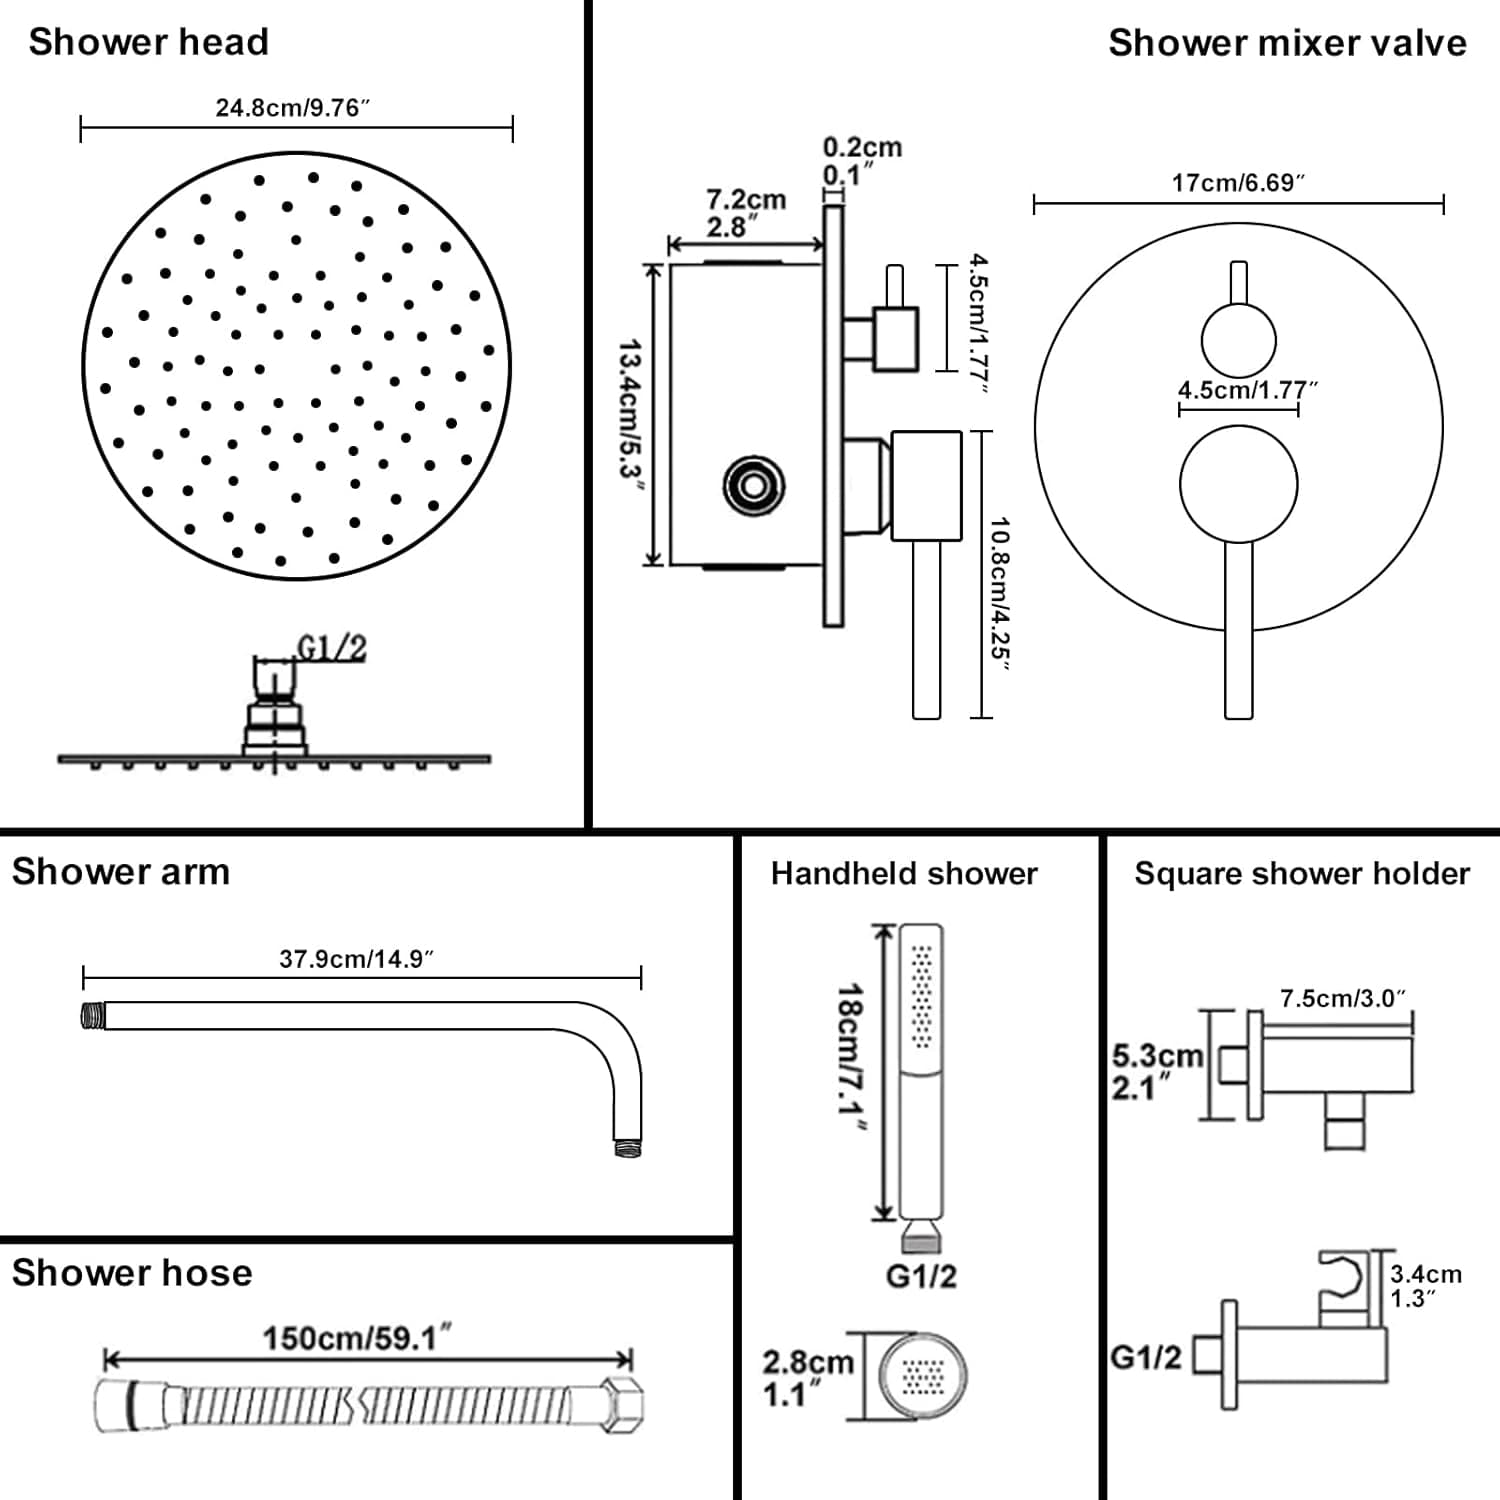 Shower head
24.8cm/9.76″
G1/2
Shower mixer valve
0.2cm
0.1″
7.2cm
2.8″
13.4cm/5.3″
4.5cm/1.77″
10.8cm/4.25″
17cm/6.69″
4.5cm/1.77″
Shower arm
37.9cm/14.9″
Shower hose
150cm/59.1″
Handheld shower
18cm/7.1″
G1/2
2.8cm
1.1″
Square shower holder
7.5cm/3.0″
5.3cm
2.1″
3.4cm
1.3″
G1/2